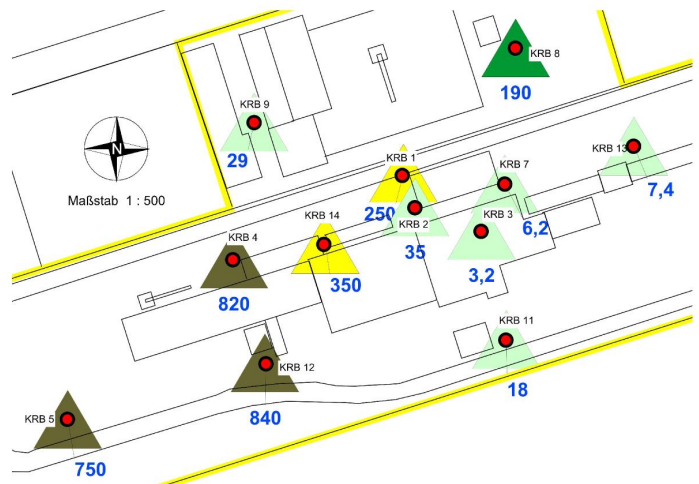 KRB 8
190
KRB 9
29
N
Maßstab 1 : 500
KRB 1
250
KRB 13
7,4
KRB 7
6,2
KRB 2
35
KRB 3
3,2
KRB 14
350
KRB 4
820
KRB 11
18
KRB 12
840
KRB 5
750